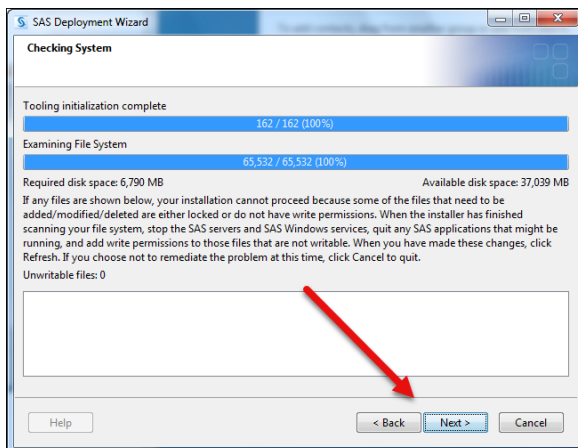 SAS Deployment Wizard
Checking System
Tooling initialization complete
162 / 162 (100%)
Examining File System
65,532 / 65,532 (100%)
Required disk space: 6,790 MB Available disk space: 37,039 MB
If any files are shown below, your installation cannot proceed because some of the files that need to be
added/modified/deleted are either locked or do not have write permissions. When the installer has finished
scanning your file system, stop the SAS servers and SAS Windows services, quit any SAS applications that might be
running, and add write permissions to those files that are not writable. When you have made these changes, click
Refresh. If you choose not to remediate the problem at this time, click Cancel to quit.
Unwritable files: 0
Help < Back Next > Cancel